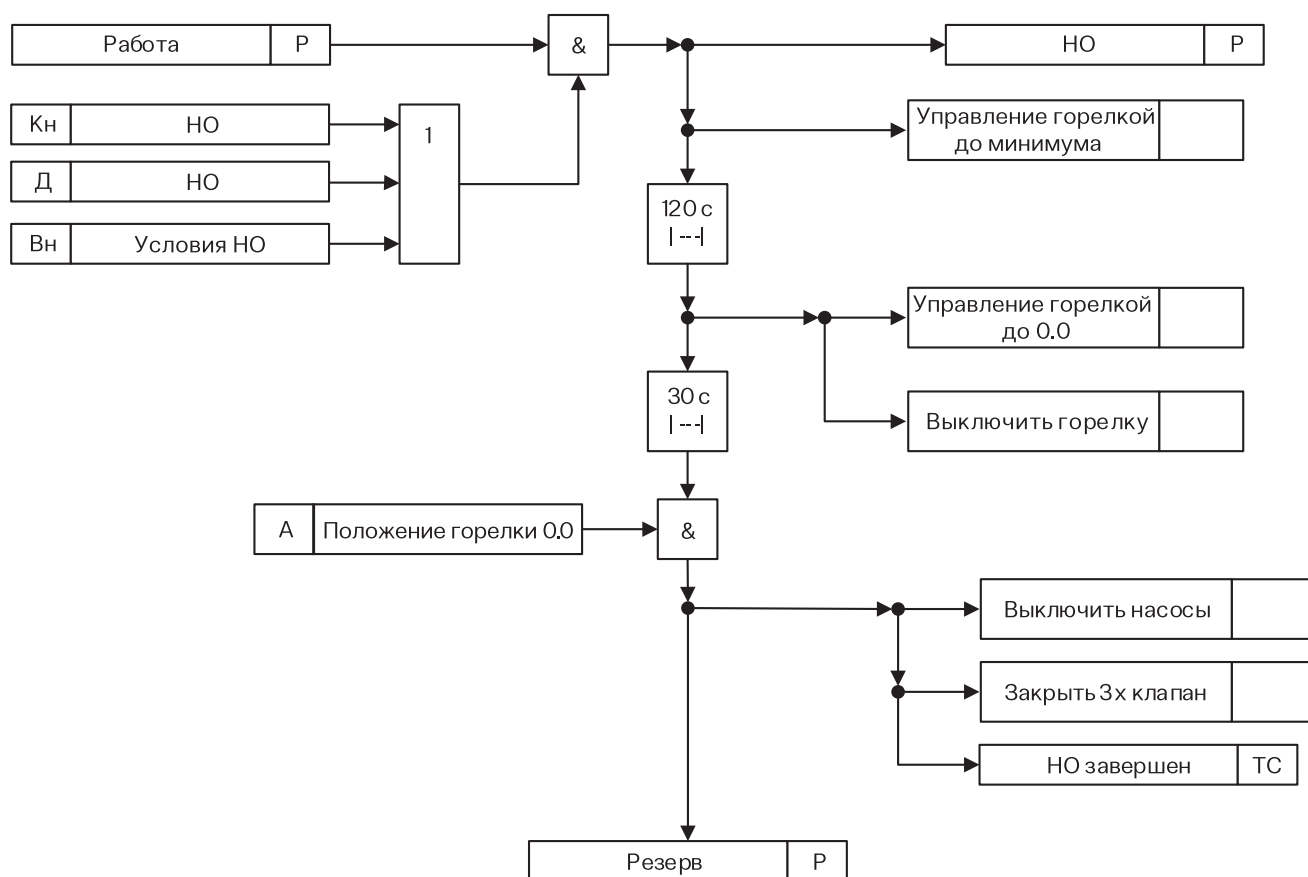 Работа Р
&
НО Р
Кн НО
1
Управление горелкой
до минимума
Д НО
120 с
|---|
Вн Условия НО
Управление горелкой
до 0.0
30 с
|---|
Выключить горелку
А Положение горелки 0.0
&
Выключить насосы
Закрыть 3х клапан
НО завершен ТС
Резерв Р